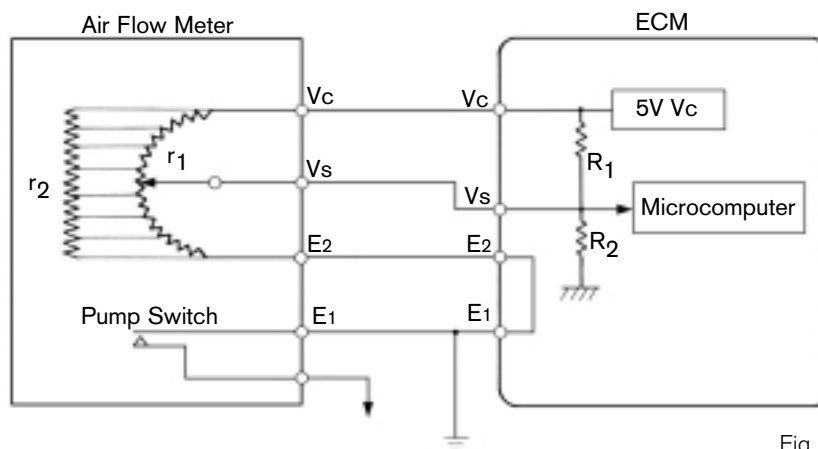 Air Flow Meter
ECM
Vc
Vc
5V Vc
r1
R1
Vs
r2
Vs
Microcomputer
R2
E2
E2
Pump Switch
E1
E1
Fig